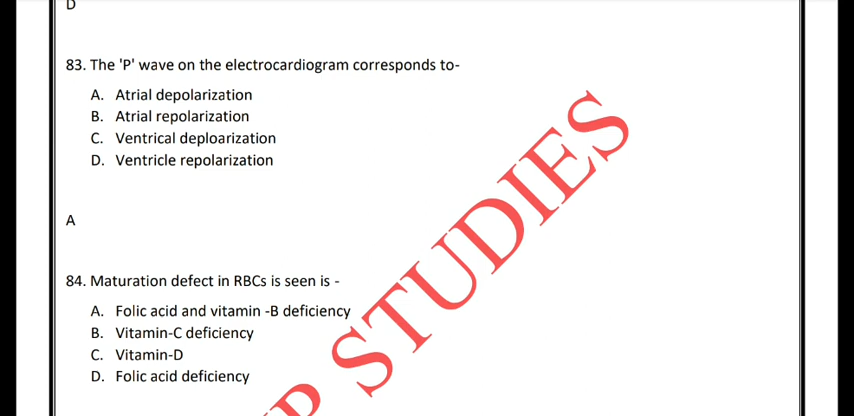 D
83. The 'P' wave on the electrocardiogram corresponds to-
A. Atrial depolarization
B. Atrial repolarization
C. Ventrical deploarization
D. Ventricle repolarization
A
84. Maturation defect in RBCs is seen is -
A. Folic acid and vitamin -B deficiency
B. Vitamin-C deficiency
C. Vitamin-D
D. Folic acid deficiency
P STUDIES